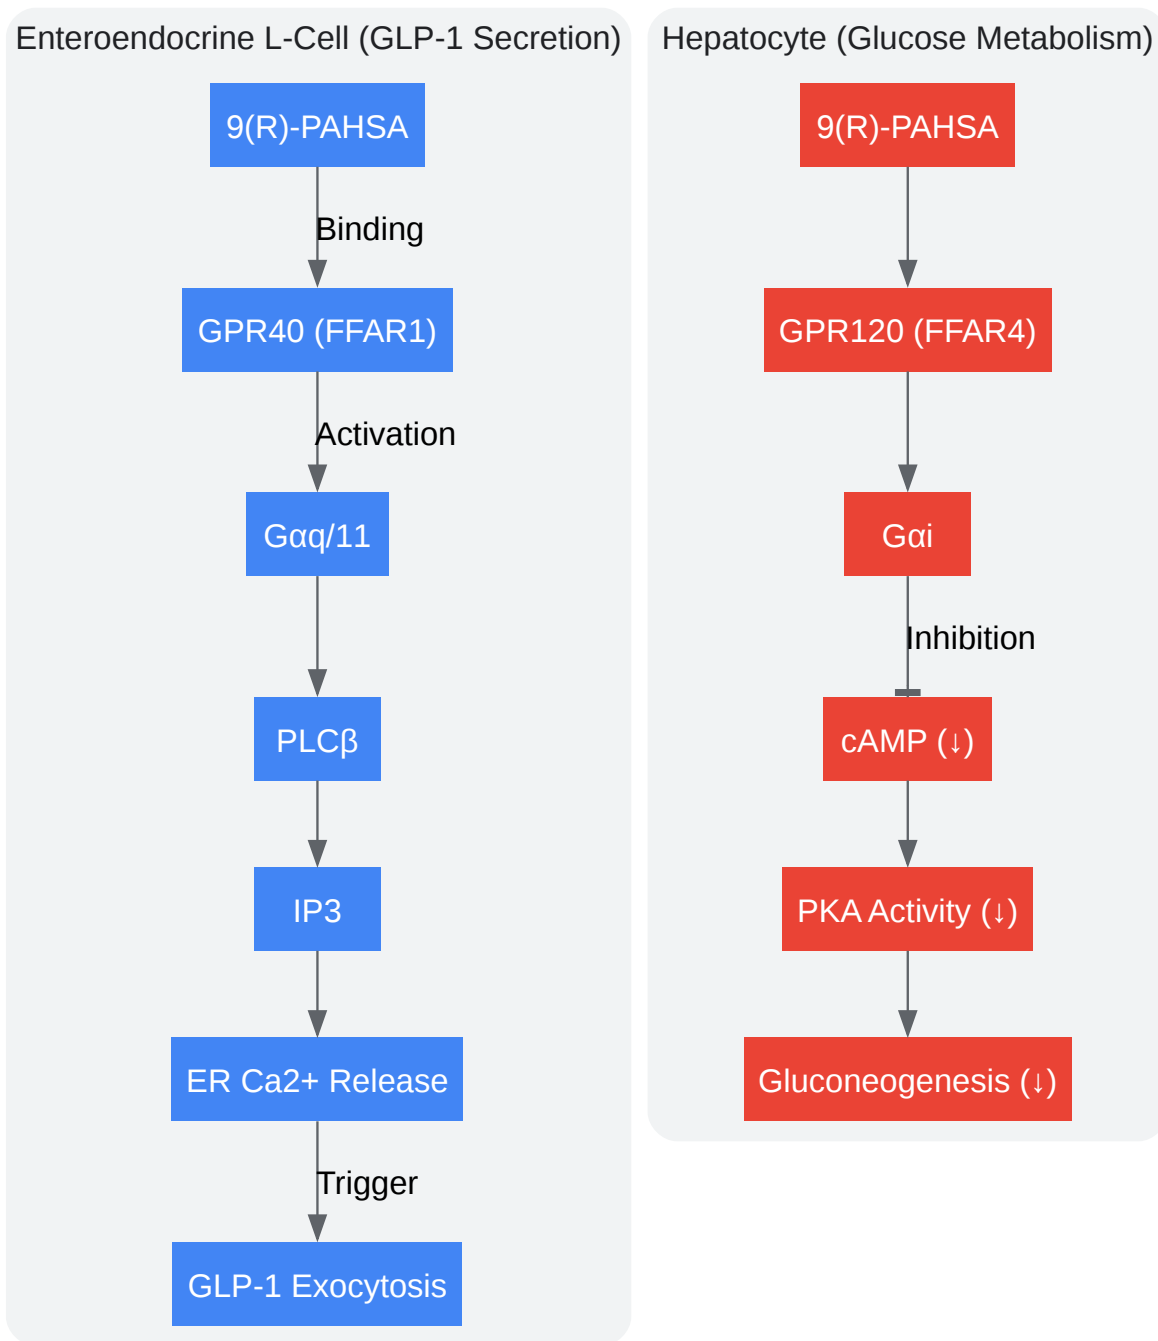 Enteroendocrine L-Cell (GLP-1 Secretion)
9(R)-PAHSA
Binding
GPR40 (FFAR1)
Activation
Gαq/11
PLCβ
IP3
ER Ca2+ Release
Trigger
GLP-1 Exocytosis
Hepatocyte (Glucose Metabolism)
9(R)-PAHSA
GPR120 (FFAR4)
Gαi
Inhibition
cAMP (↓)
PKA Activity (↓)
Gluconeogenesis (↓)